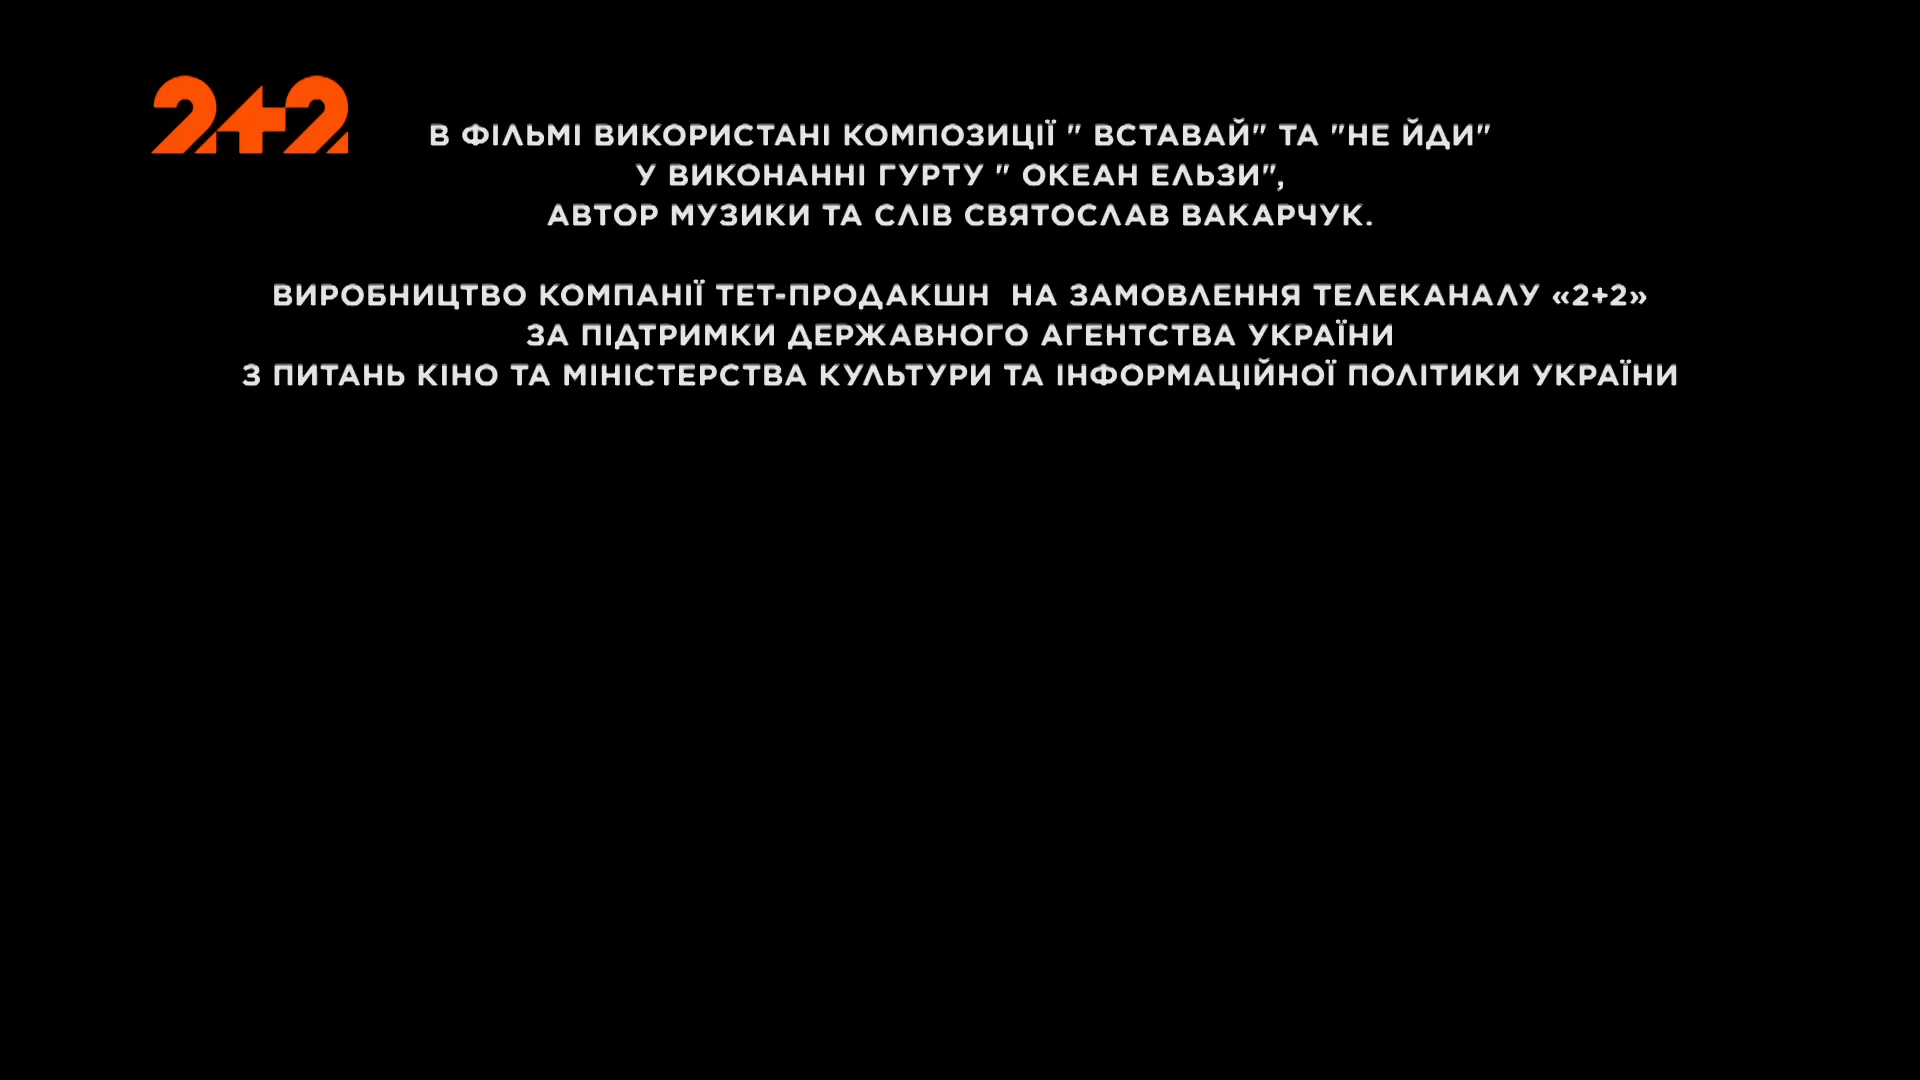 2+2
В ФІЛЬМІ ВИКОРИСТАНІ КОМПОЗИЦІЇ " ВСТАВАЙ" ТА "НЕ ЙДИ"
У ВИКОНАННІ ГУРТУ " ОКЕАН ЕЛЬЗИ",
АВТОР МУЗИКИ ТА СЛІВ СВЯТОСЛАВ ВАКАРЧУК.
ВИРОБНИЦТВО КОМПАНІЇ ТЕТ-ПРОДАКШН  НА ЗАМОВЛЕННЯ ТЕЛЕКАНАЛУ «2+2»
ЗА ПІДТРИМКИ ДЕРЖАВНОГО АГЕНТСТВА УКРАЇНИ
З ПИТАНЬ КІНО ТА МІНІСТЕРСТВА КУЛЬТУРИ ТА ІНФОРМАЦІЙНОЇ ПОЛІТИКИ УКРАЇНИ